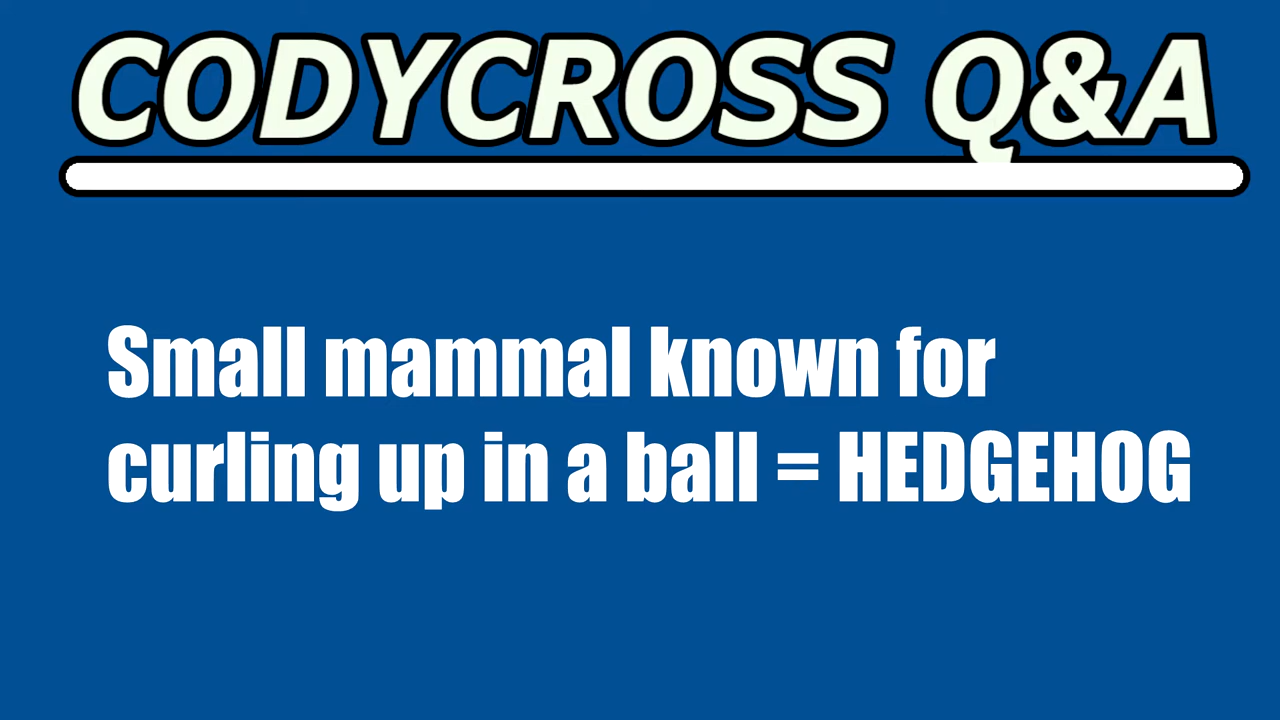 CODYCROSS Q&A
Small mammal known for
curling up in a ball = HEDGEHOG